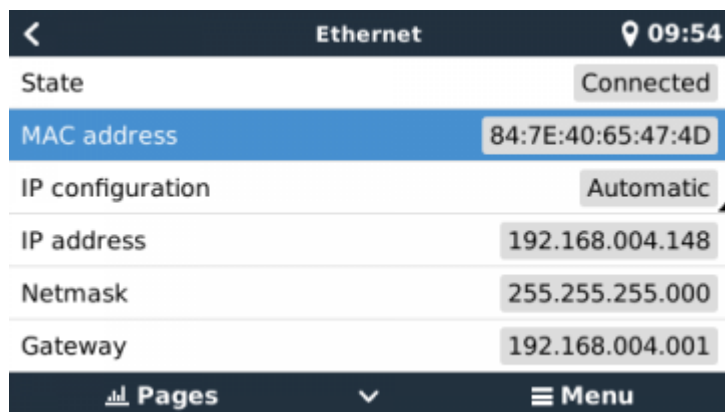 Ethernet 09:54
State Connected
MAC address 84:7E:40:65:47:4D
IP configuration Automatic
IP address 192.168.004.148
Netmask 255.255.255.000
Gateway 192.168.004.001
Pages Menu